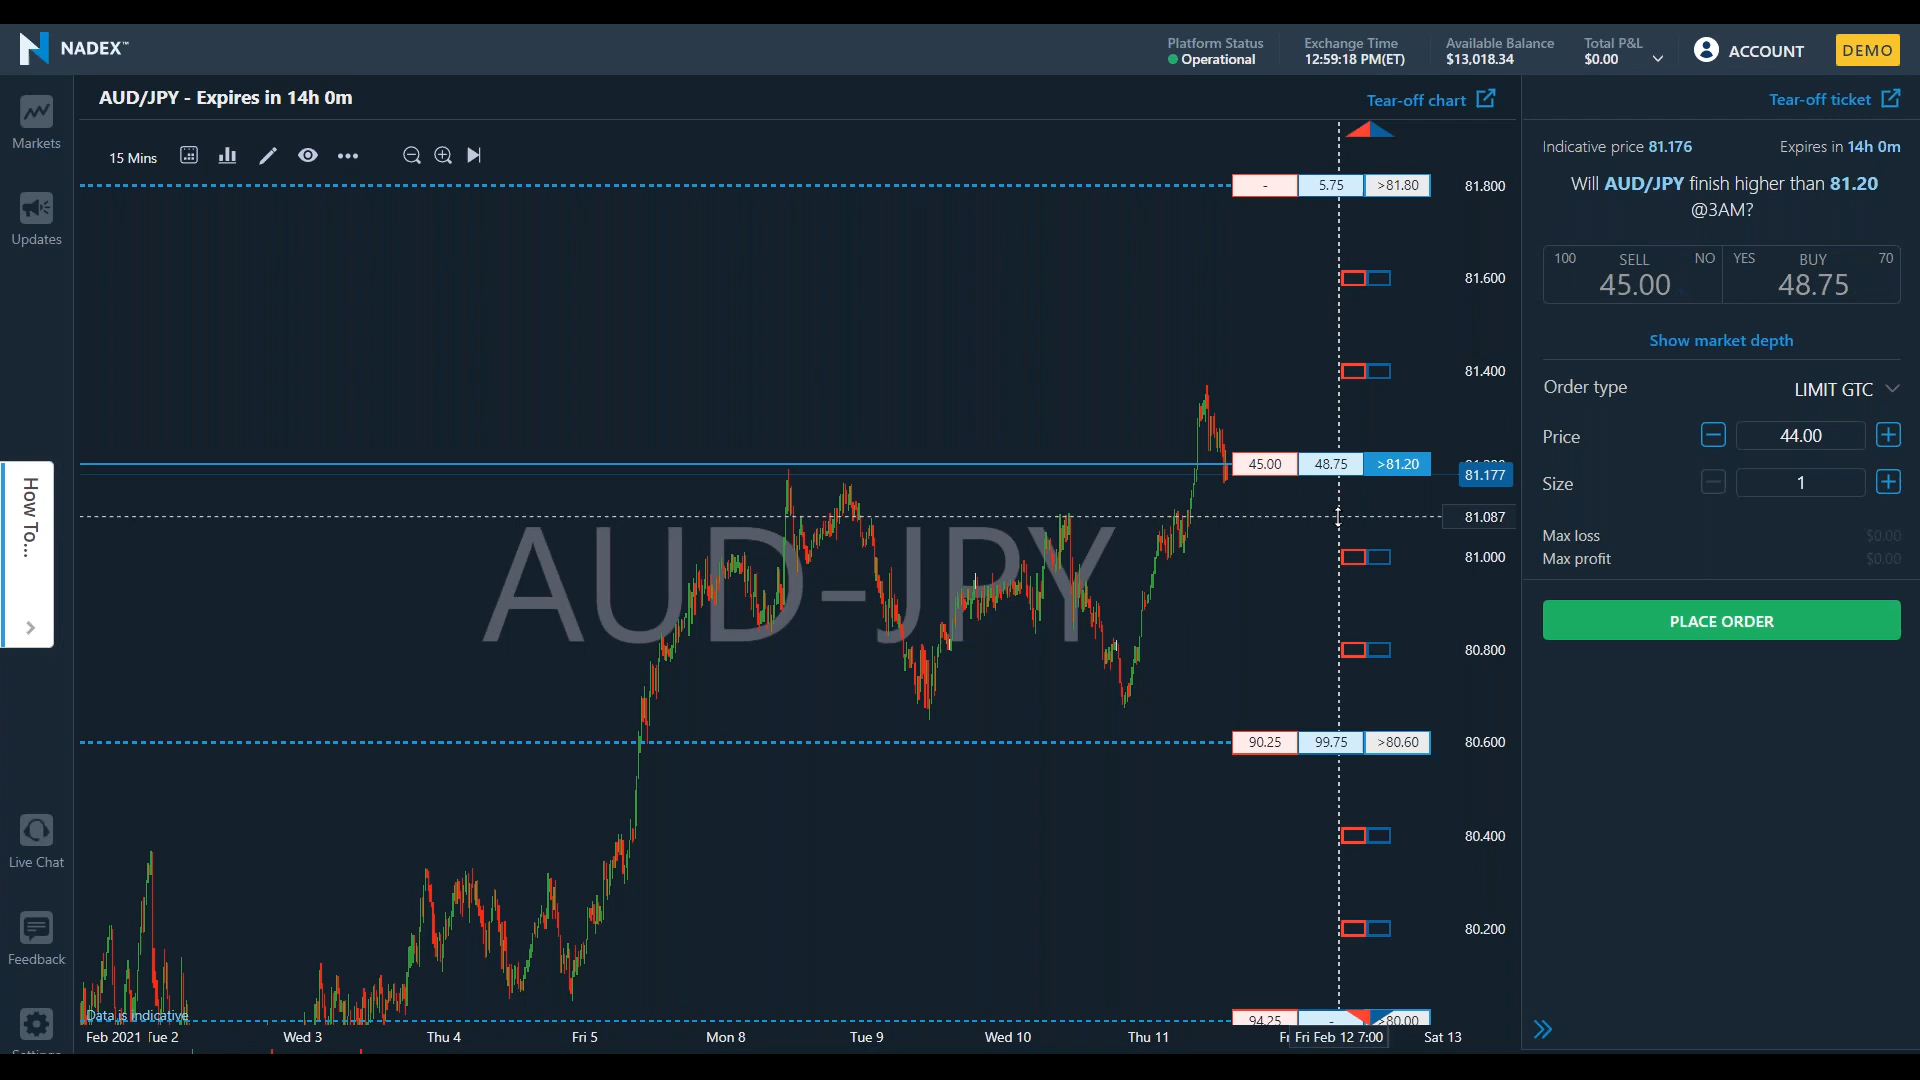 NADEX™
Platform Status
Operational
Exchange Time
12:59:18 PM(ET)
Available Balance
$13,018.34
Total P&L
$0.00
ACCOUNT
DEMO
Markets
Updates
How To...
Live Chat
Feedback
AUD/JPY - Expires in 14h 0m
Tear-off chart
15 Mins
- 5.75 >81.80 81.800
81.600
81.400
45.00 48.75 >81.20
81.177
81.087
81.000
80.800
90.25 99.75 >80.60 80.600
80.400
80.200
94.25 - >80.00
AUD-JPY
Data is indicative
Feb 2021 Tue 2 Wed 3 Thu 4 Fri 5 Mon 8 Tue 9 Wed 10 Thu 11 Fri Feb 12 7:00 Sat 13
Tear-off ticket
Indicative price 81.176 Expires in 14h 0m
Will AUD/JPY finish higher than 81.20
@3AM?
100 SELL NO YES BUY 70
45.00 48.75
Show market depth
Order type LIMIT GTC
Price 44.00
Size 1
Max loss $0.00
Max profit $0.00
PLACE ORDER